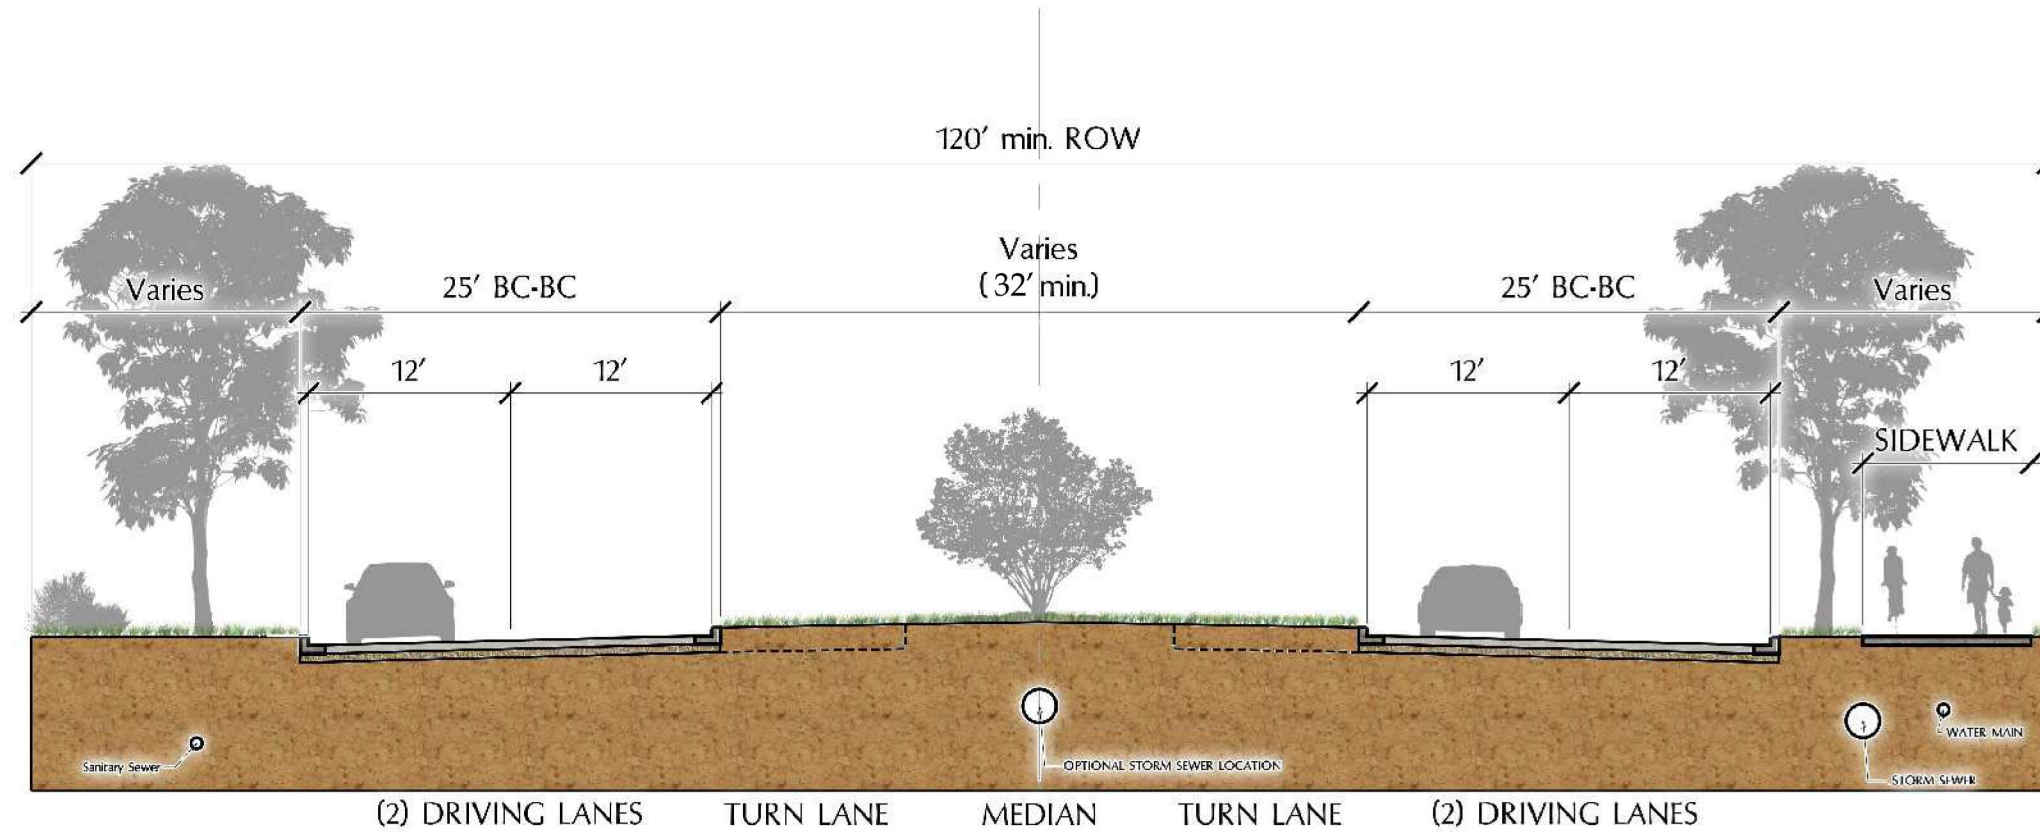 120' min. ROW
Varies
(32' min.)
Varies
25' BC-BC
25' BC-BC
Varies
12'
12'
12'
12'
SIDEWALK
Sanitary Sewer
OPTIONAL STORM SEWER LOCATION
WATER MAIN
STORM SEWER
(2) DRIVING LANES
TURN LANE
MEDIAN
TURN LANE
(2) DRIVING LANES